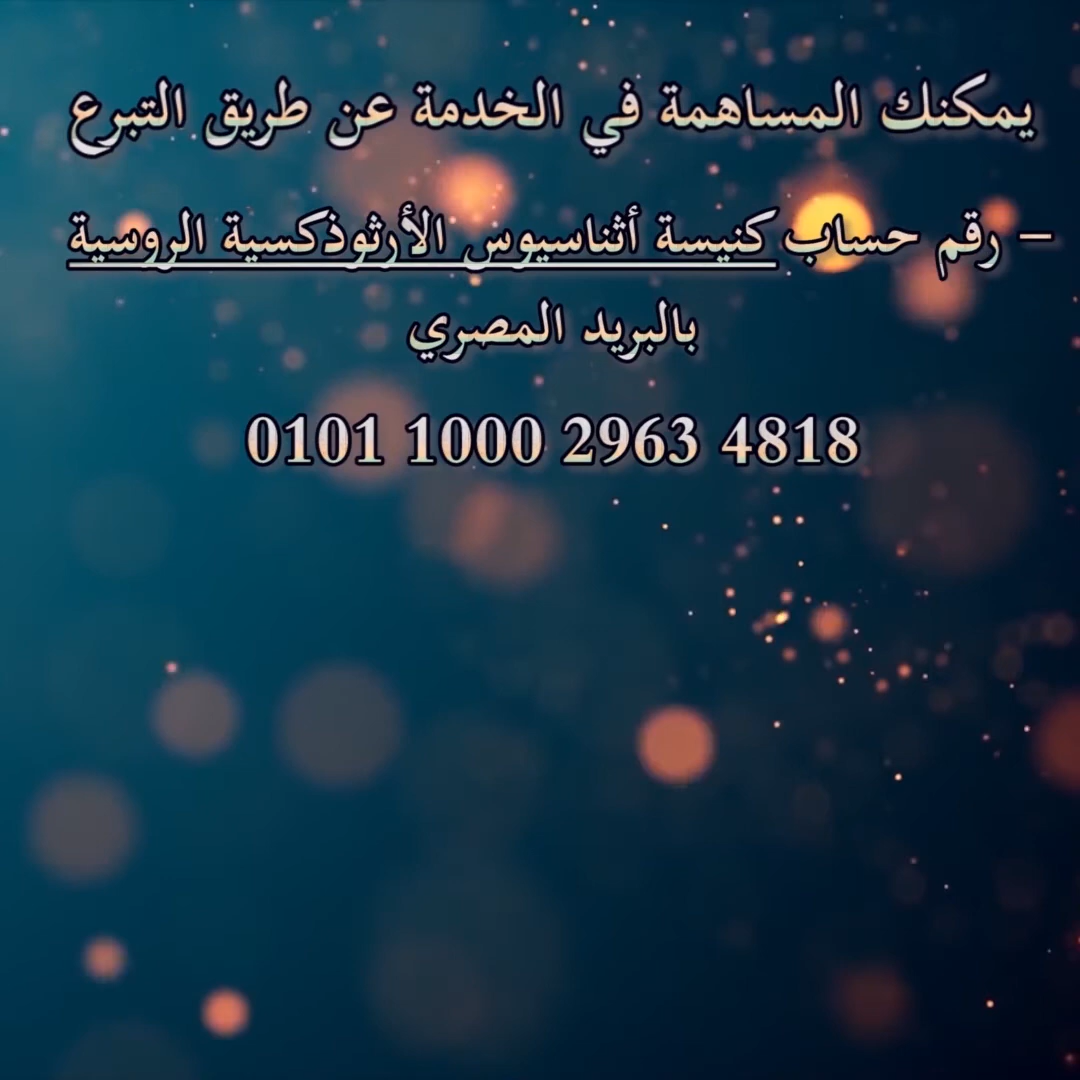 يمكنك المساهمة في الخدمة عن طريق التبرع
– رقم حساب كنيسة أثناسيوس الأرثوذكسية الروسية
بالبريد المصري
0101 1000 2963 4818